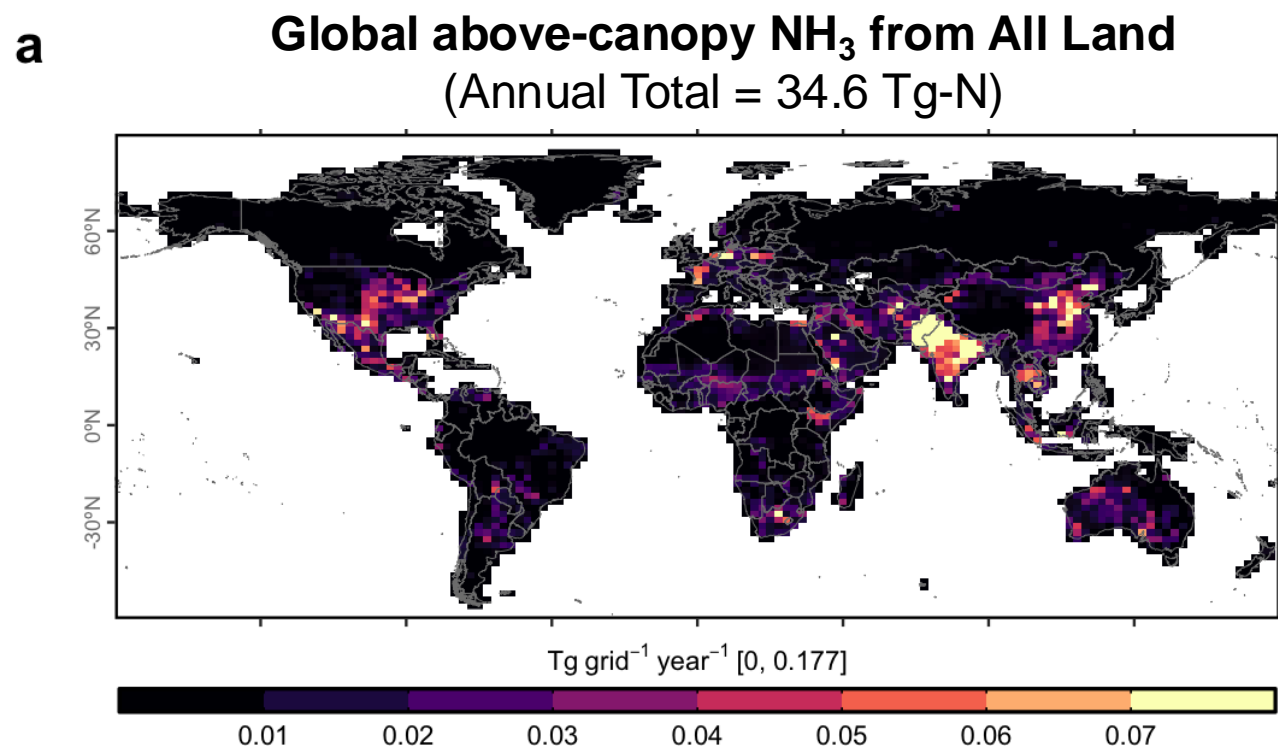 a
Global above-canopy NH₃ from All Land
(Annual Total = 34.6 Tg-N)
60°N
30°N
0°N
-30°N
Tg grid⁻¹ year⁻¹ [0, 0.177]
0.01 0.02 0.03 0.04 0.05 0.06 0.07